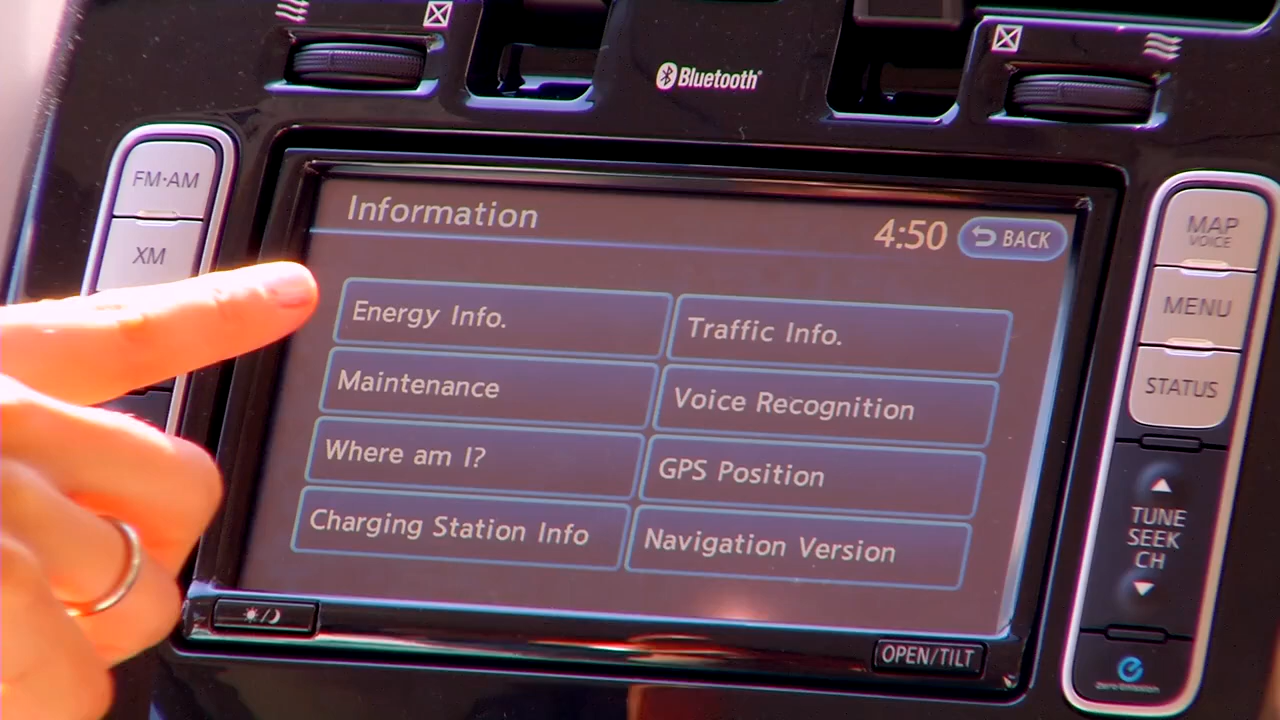 Bluetooth
FM·AM
XM
Information
4:50
BACK
Energy Info.
Traffic Info.
Maintenance
Voice Recognition
Where am I?
GPS Position
Charging Station Info
Navigation Version
MAP
VOICE
MENU
STATUS
TUNE
SEEK
CH
OPEN/TILT
Zero Emission